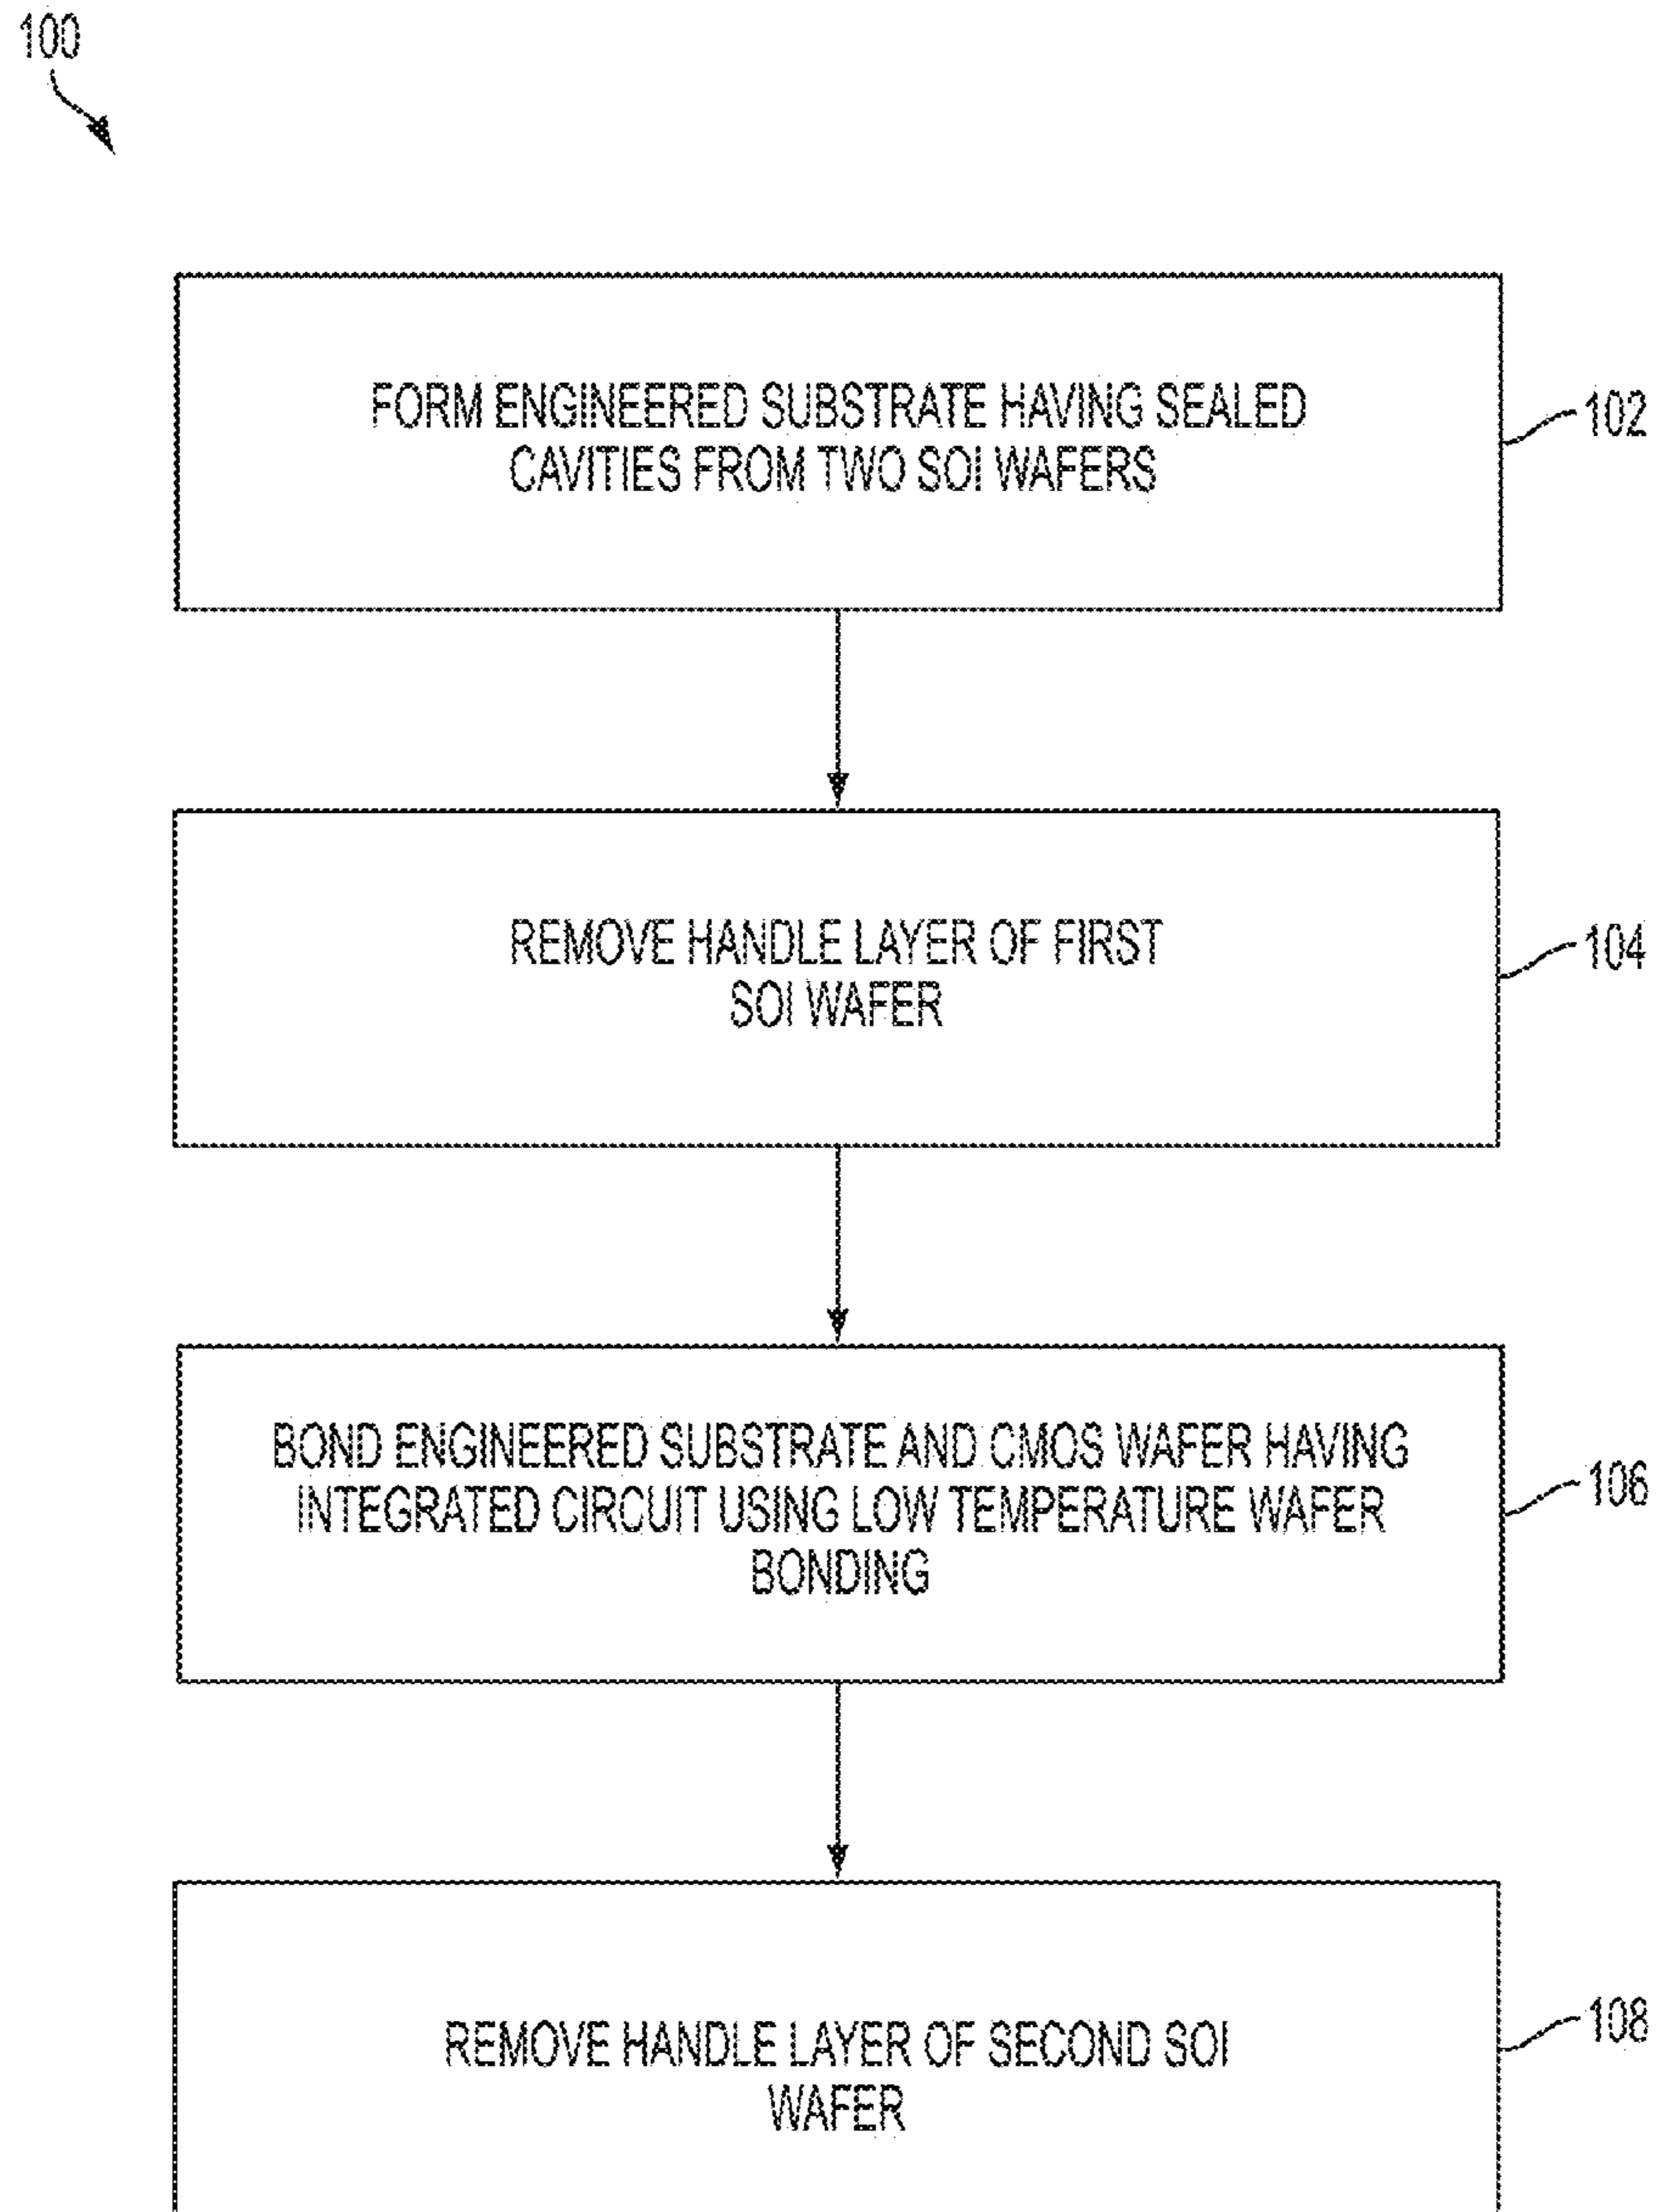 100
FORM ENGINEERED SUBSTRATE HAVING SEALED
CAVITIES FROM TWO SOI WAFERS
102
REMOVE HANDLE LAYER OF FIRST
SOI WAFER
104
BOND ENGINEERED SUBSTRATE AND CMOS WAFER HAVING
INTEGRATED CIRCUIT USING LOW TEMPERATURE WAFER
BONDING
106
REMOVE HANDLE LAYER OF SECOND SOI
WAFER
108